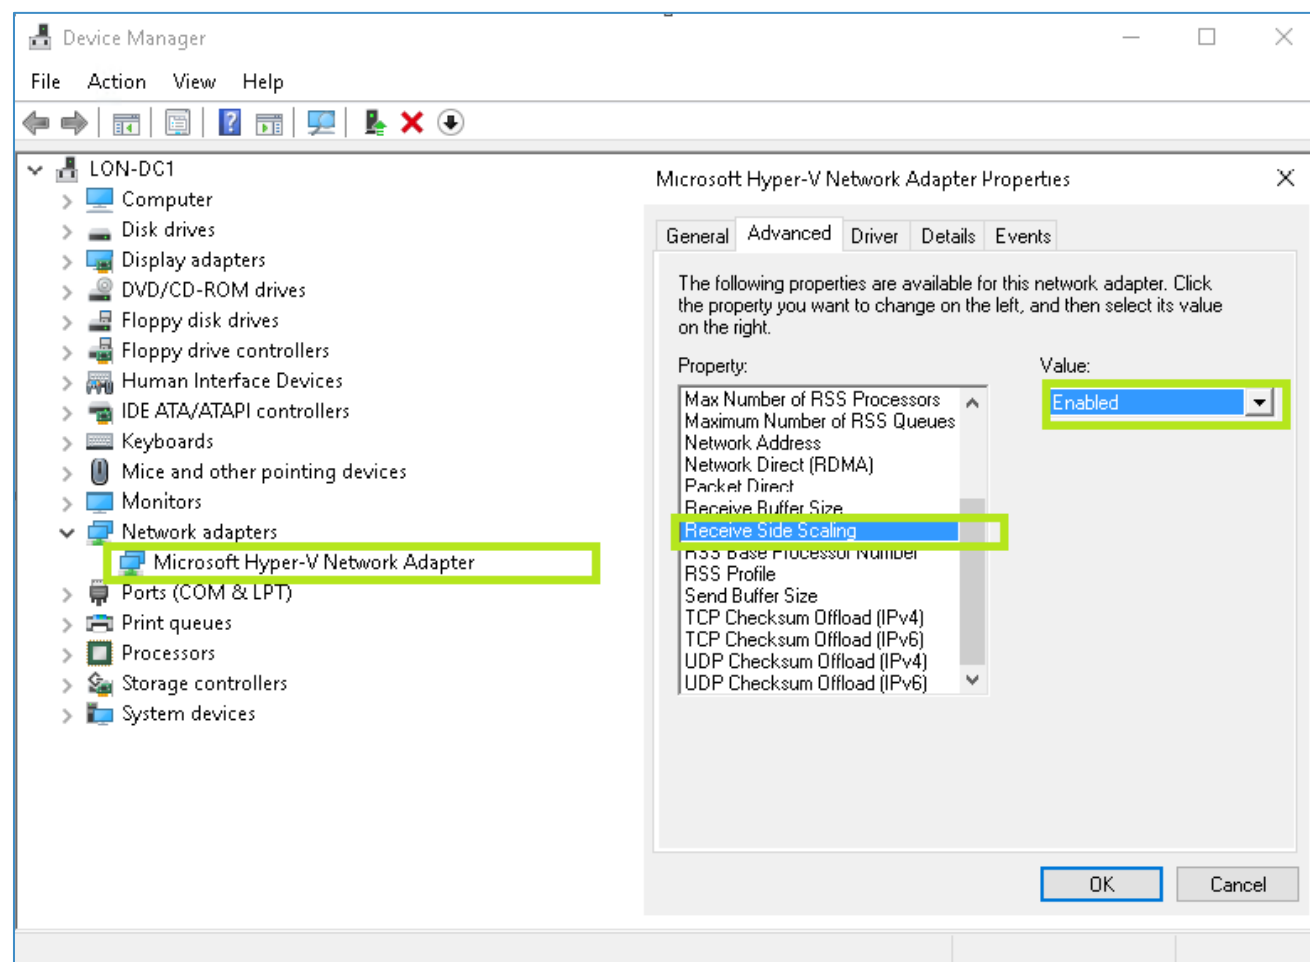 Device Manager
File Action View Help
LON-DC1
Computer
Disk drives
Display adapters
DVD/CD-ROM drives
Floppy disk drives
Floppy drive controllers
Human Interface Devices
IDE ATA/ATAPI controllers
Keyboards
Mice and other pointing devices
Monitors
Network adapters
Microsoft Hyper-V Network Adapter
Ports (COM & LPT)
Print queues
Processors
Storage controllers
System devices
Microsoft Hyper-V Network Adapter Properties
General Advanced Driver Details Events
The following properties are available for this network adapter. Click
the property you want to change on the left, and then select its value
on the right.
Property:
Value:
Max Number of RSS Processors
Maximum Number of RSS Queues
Network Address
Network Direct (RDMA)
Packet Direct
Receive Buffer Size
Receive Side Scaling
RSS Base Processor Number
RSS Profile
Send Buffer Size
TCP Checksum Offload (IPv4)
TCP Checksum Offload (IPv6)
UDP Checksum Offload (IPv4)
UDP Checksum Offload (IPv6)
Enabled
OK Cancel